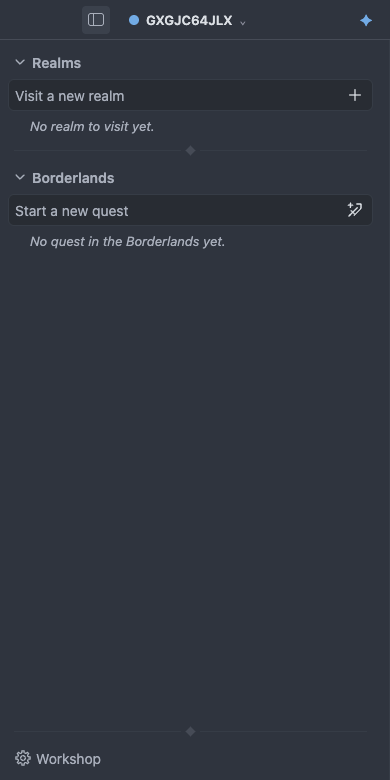 GXGJC64JLX
Realms
Visit a new realm
No realm to visit yet.
Borderlands
Start a new quest
No quest in the Borderlands yet.
Workshop